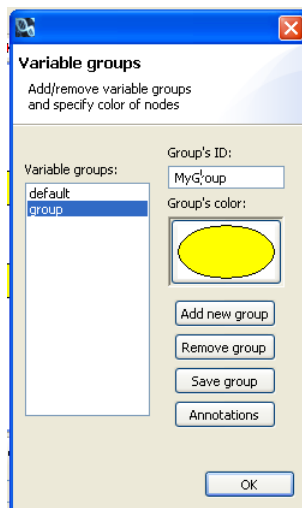 Variable groups
Add/remove variable groups
and specify color of nodes
Group's ID:
Variable groups:
MyGroup
default
Group's color:
group
Add new group
Remove group
Save group
Annotations
OK